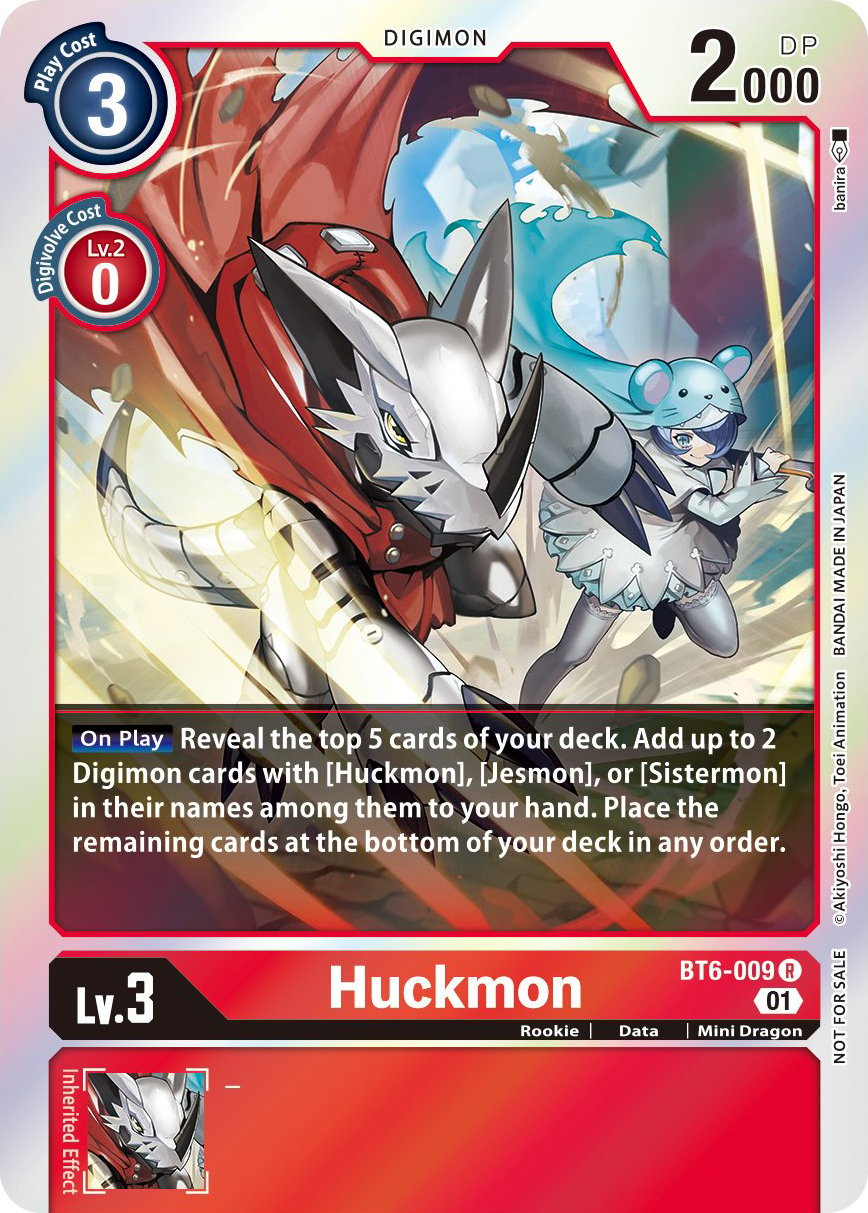 DIGIMON
Play Cost
3
DP
2000
Digivolve Cost
Lv.2
0
banira
BANDAI MADE IN JAPAN
©Akiyoshi Hongo, Toei Animation
NOT FOR SALE
On Play Reveal the top 5 cards of your deck. Add up to 2
Digimon cards with [Huckmon], [Jesmon], or [Sistermon]
in their names among them to your hand. Place the
remaining cards at the bottom of your deck in any order.
Lv.3
Huckmon
BT6-009 R
01
Rookie | Data | Mini Dragon
Inherited Effect
–